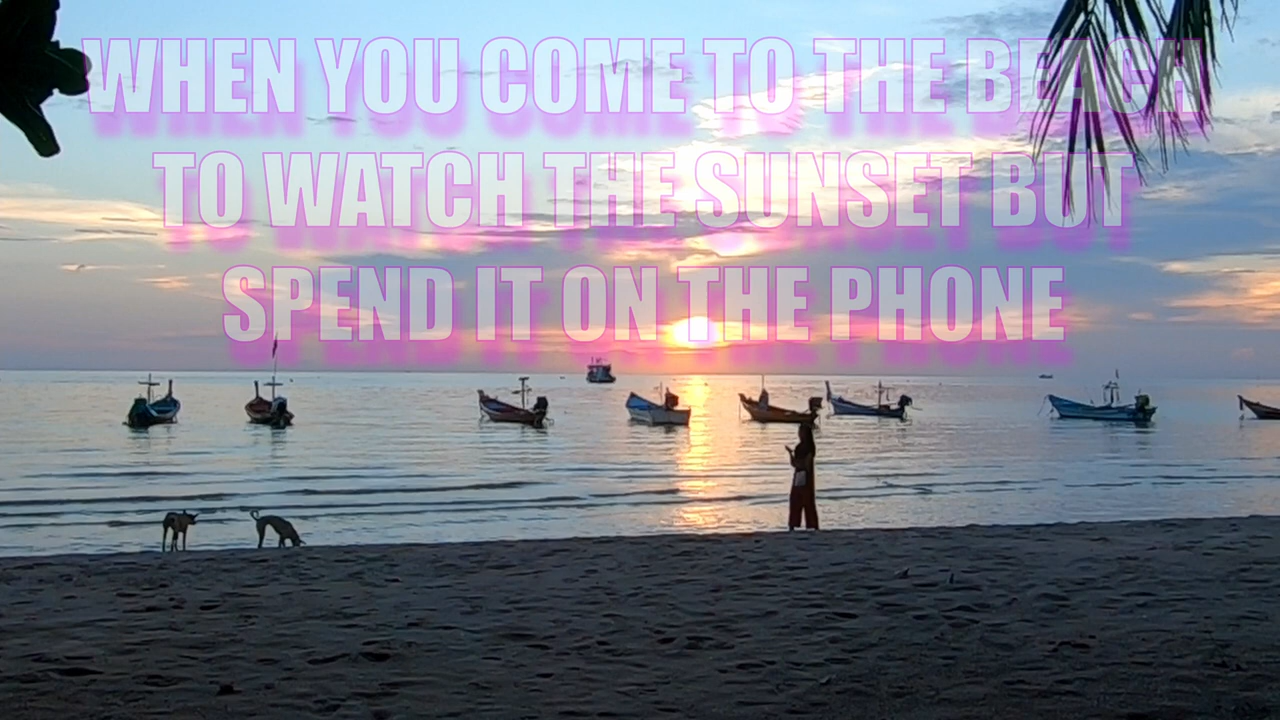 WHEN YOU COME TO THE BEACH
TO WATCH THE SUNSET BUT
SPEND IT ON THE PHONE